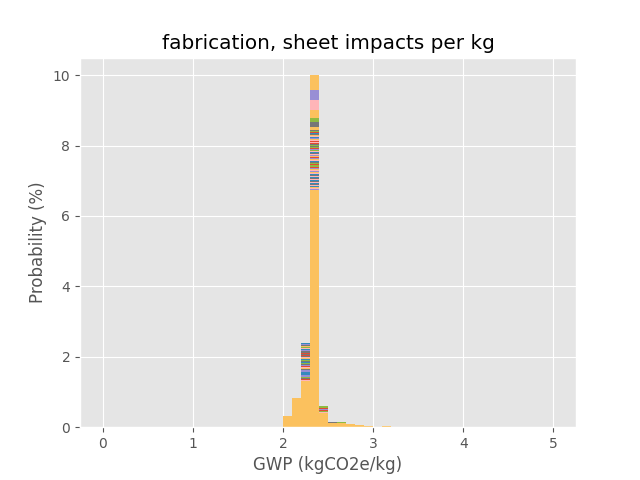 fabrication, sheet impacts per kg
10
8
6
4
2
0
Probability (%)
0 1 2 3 4 5
GWP (kgCO2e/kg)